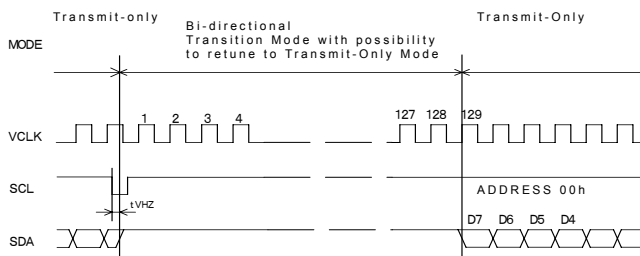 Transmit-only
Bi-directional
Transition Mode with possibility
to retune to Transmit-Only Mode
Transmit-Only
MODE
VCLK
1 2 3 4
127 128 129
SCL
ADDRESS 00h
tVHZ
SDA
D7 D6 D5 D4